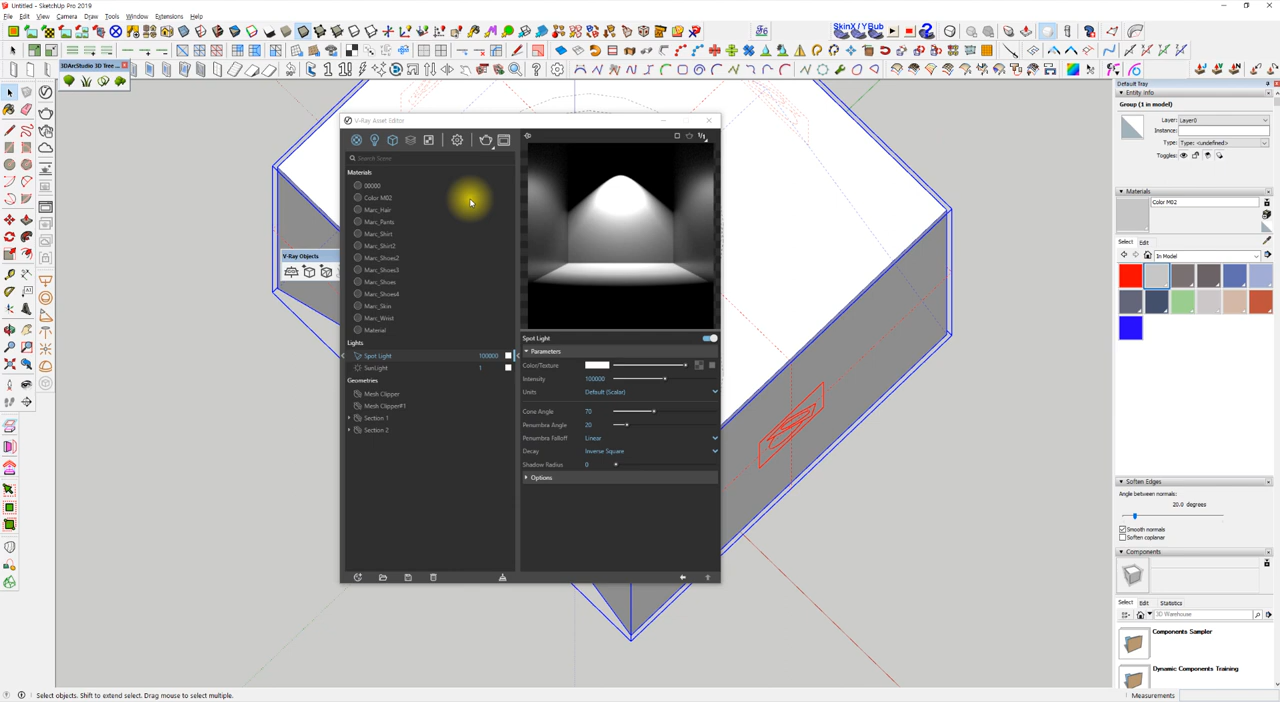 Untitled - SketchUp Pro 2019
File Edit View Camera Draw Tools Window Extensions Help
SkinX/YBub
3DArcStudio 3D Tree ...
V-Ray Objects
V-Ray Asset Editor
Search Scene
Materials
00000
Color M02
Marc_Hair
Marc_Pants
Marc_Shirt
Marc_Shirt2
Marc_Shoes2
Marc_Shoes3
Marc_Shoes
Marc_Shoes4
Marc_Skin
Marc_Wrist
Material
Lights
Spot Light 100000
SunLight 1
Geometries
Mesh Clipper
Mesh Clipper#1
Section 1
Section 2
Spot Light
Parameters
Color/Texture
Intensity 100000
Units Default (Scalar)
Cone Angle 70
Penumbra Angle 20
Penumbra Falloff Linear
Decay Inverse Square
Shadow Radius 0
Options
Default Tray
Entity Info
Group (1 in model)
Layer: Layer0
Instance:
Type: Type: <undefined>
Toggles:
Materials
Color M02
Select Edit
In Model
Soften Edges
Angle between normals:
20.0 degrees
Smooth normals
Soften coplanar
Components
Select Edit Statistics
3D Warehouse
Components Sampler
Dynamic Components Training
Select objects. Shift to extend select. Drag mouse to select multiple.
Measurements